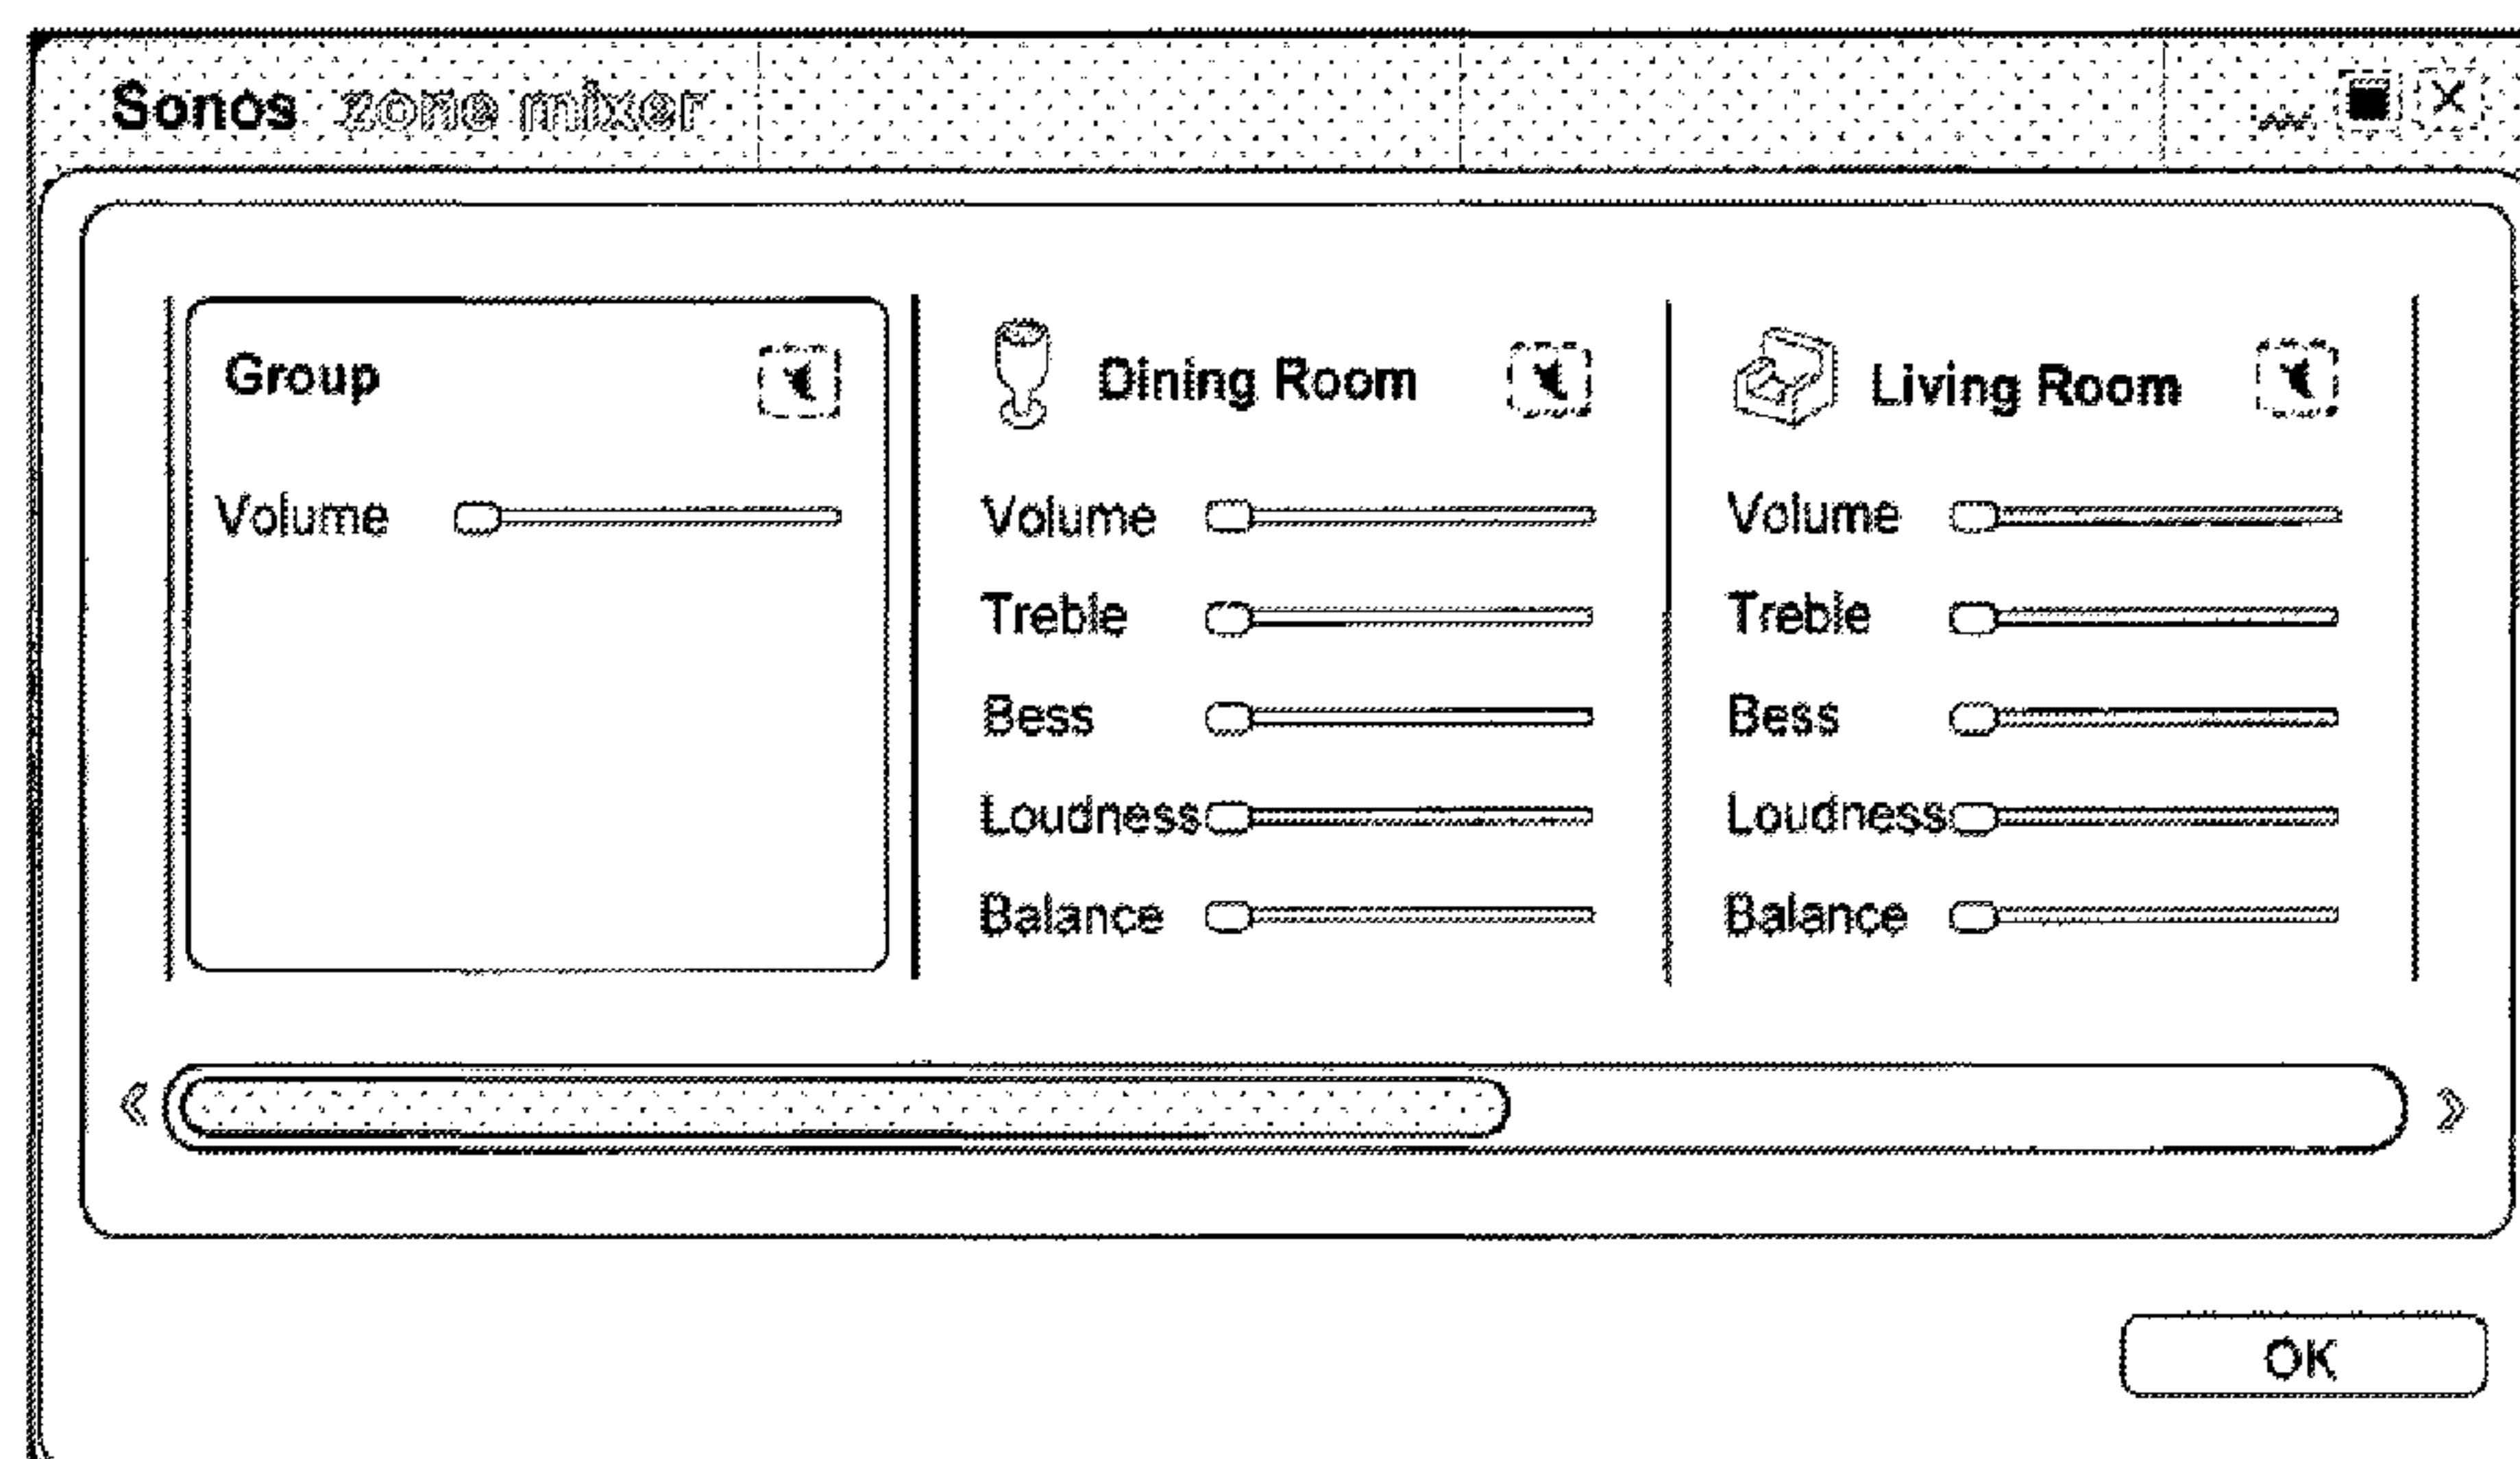 Sonos zone mixer
Group
Volume
Dining Room
Volume
Treble
Bess
Loudness
Balance
Living Room
Volume
Treble
Bess
Loudness
Balance
OK